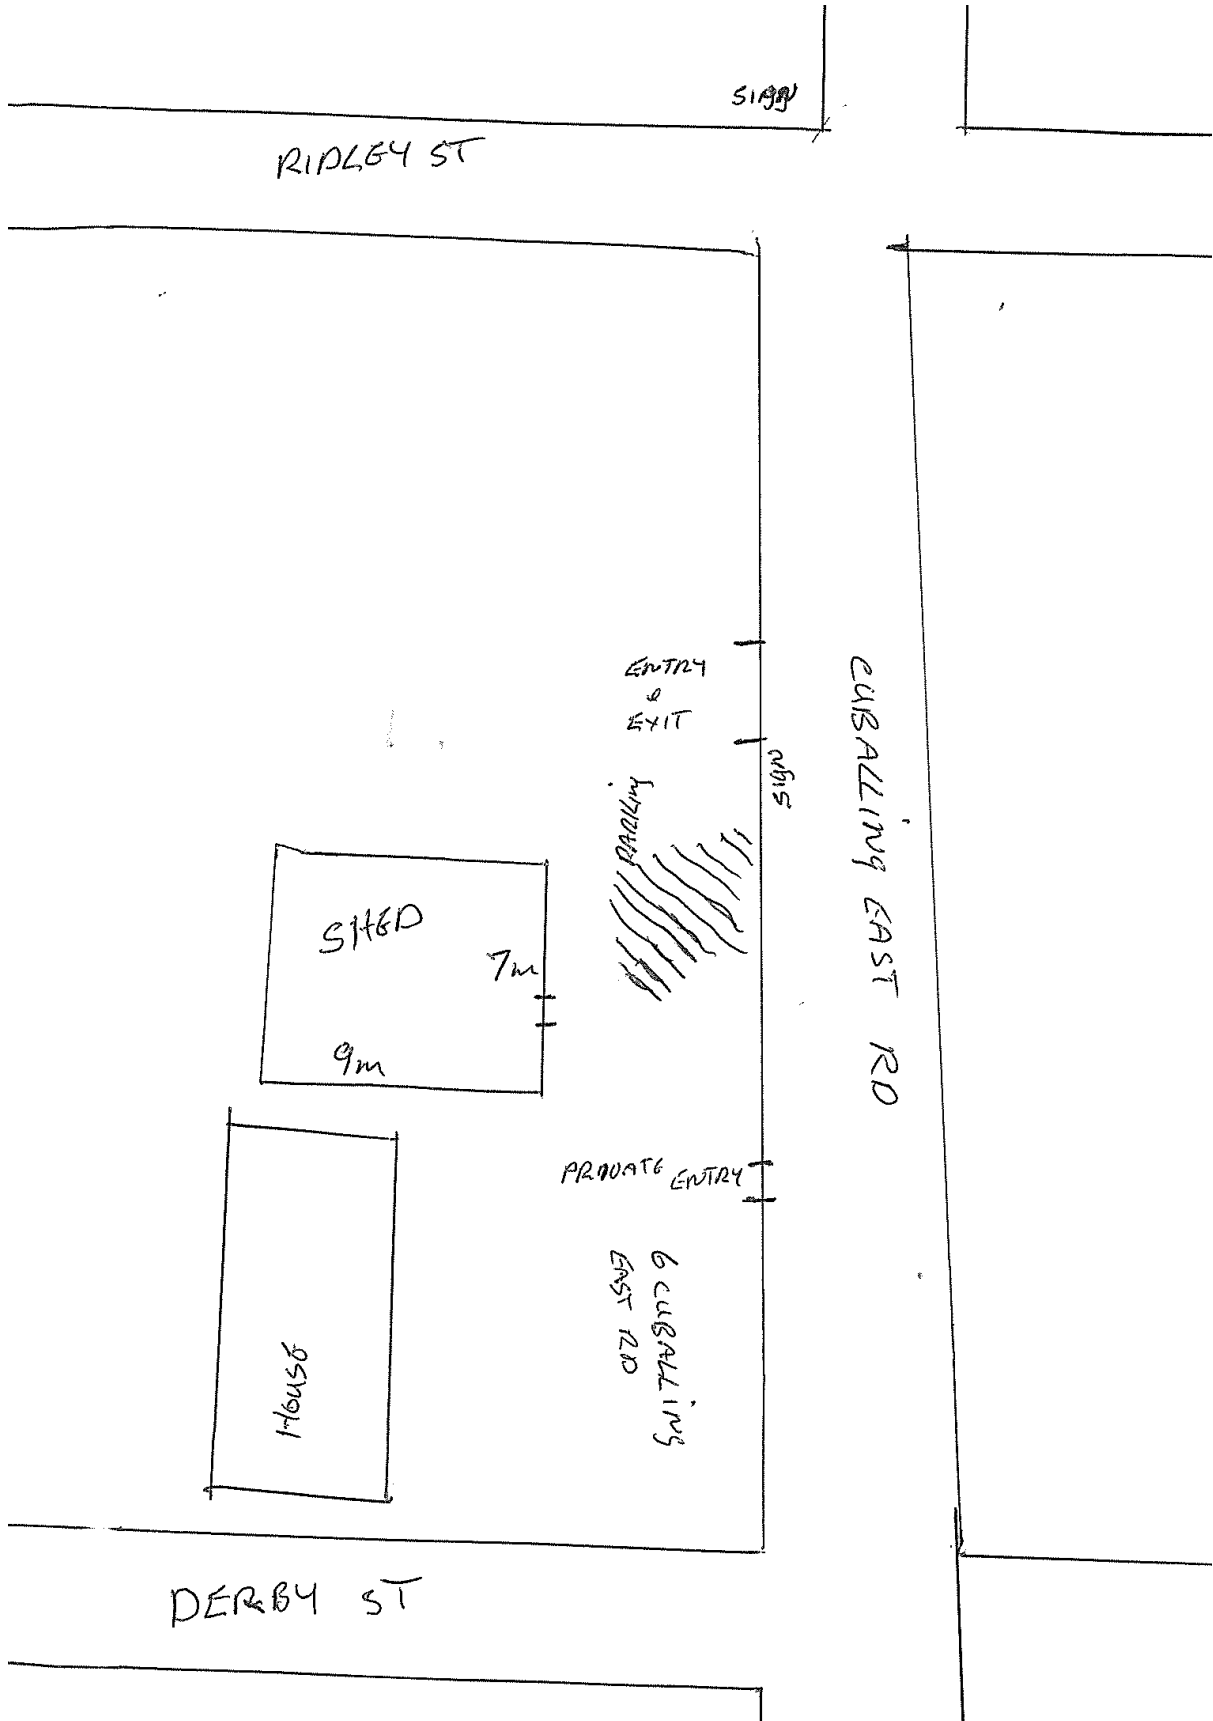 SIGN
RIDLEY ST
ENTRY
&
EXIT
SIGN
PARKING
CUBALLING EAST RD
SHED
7m
9m
PRIVATE ENTRY
6 CUBALLING
EAST RD
HOUSE
DERBY ST